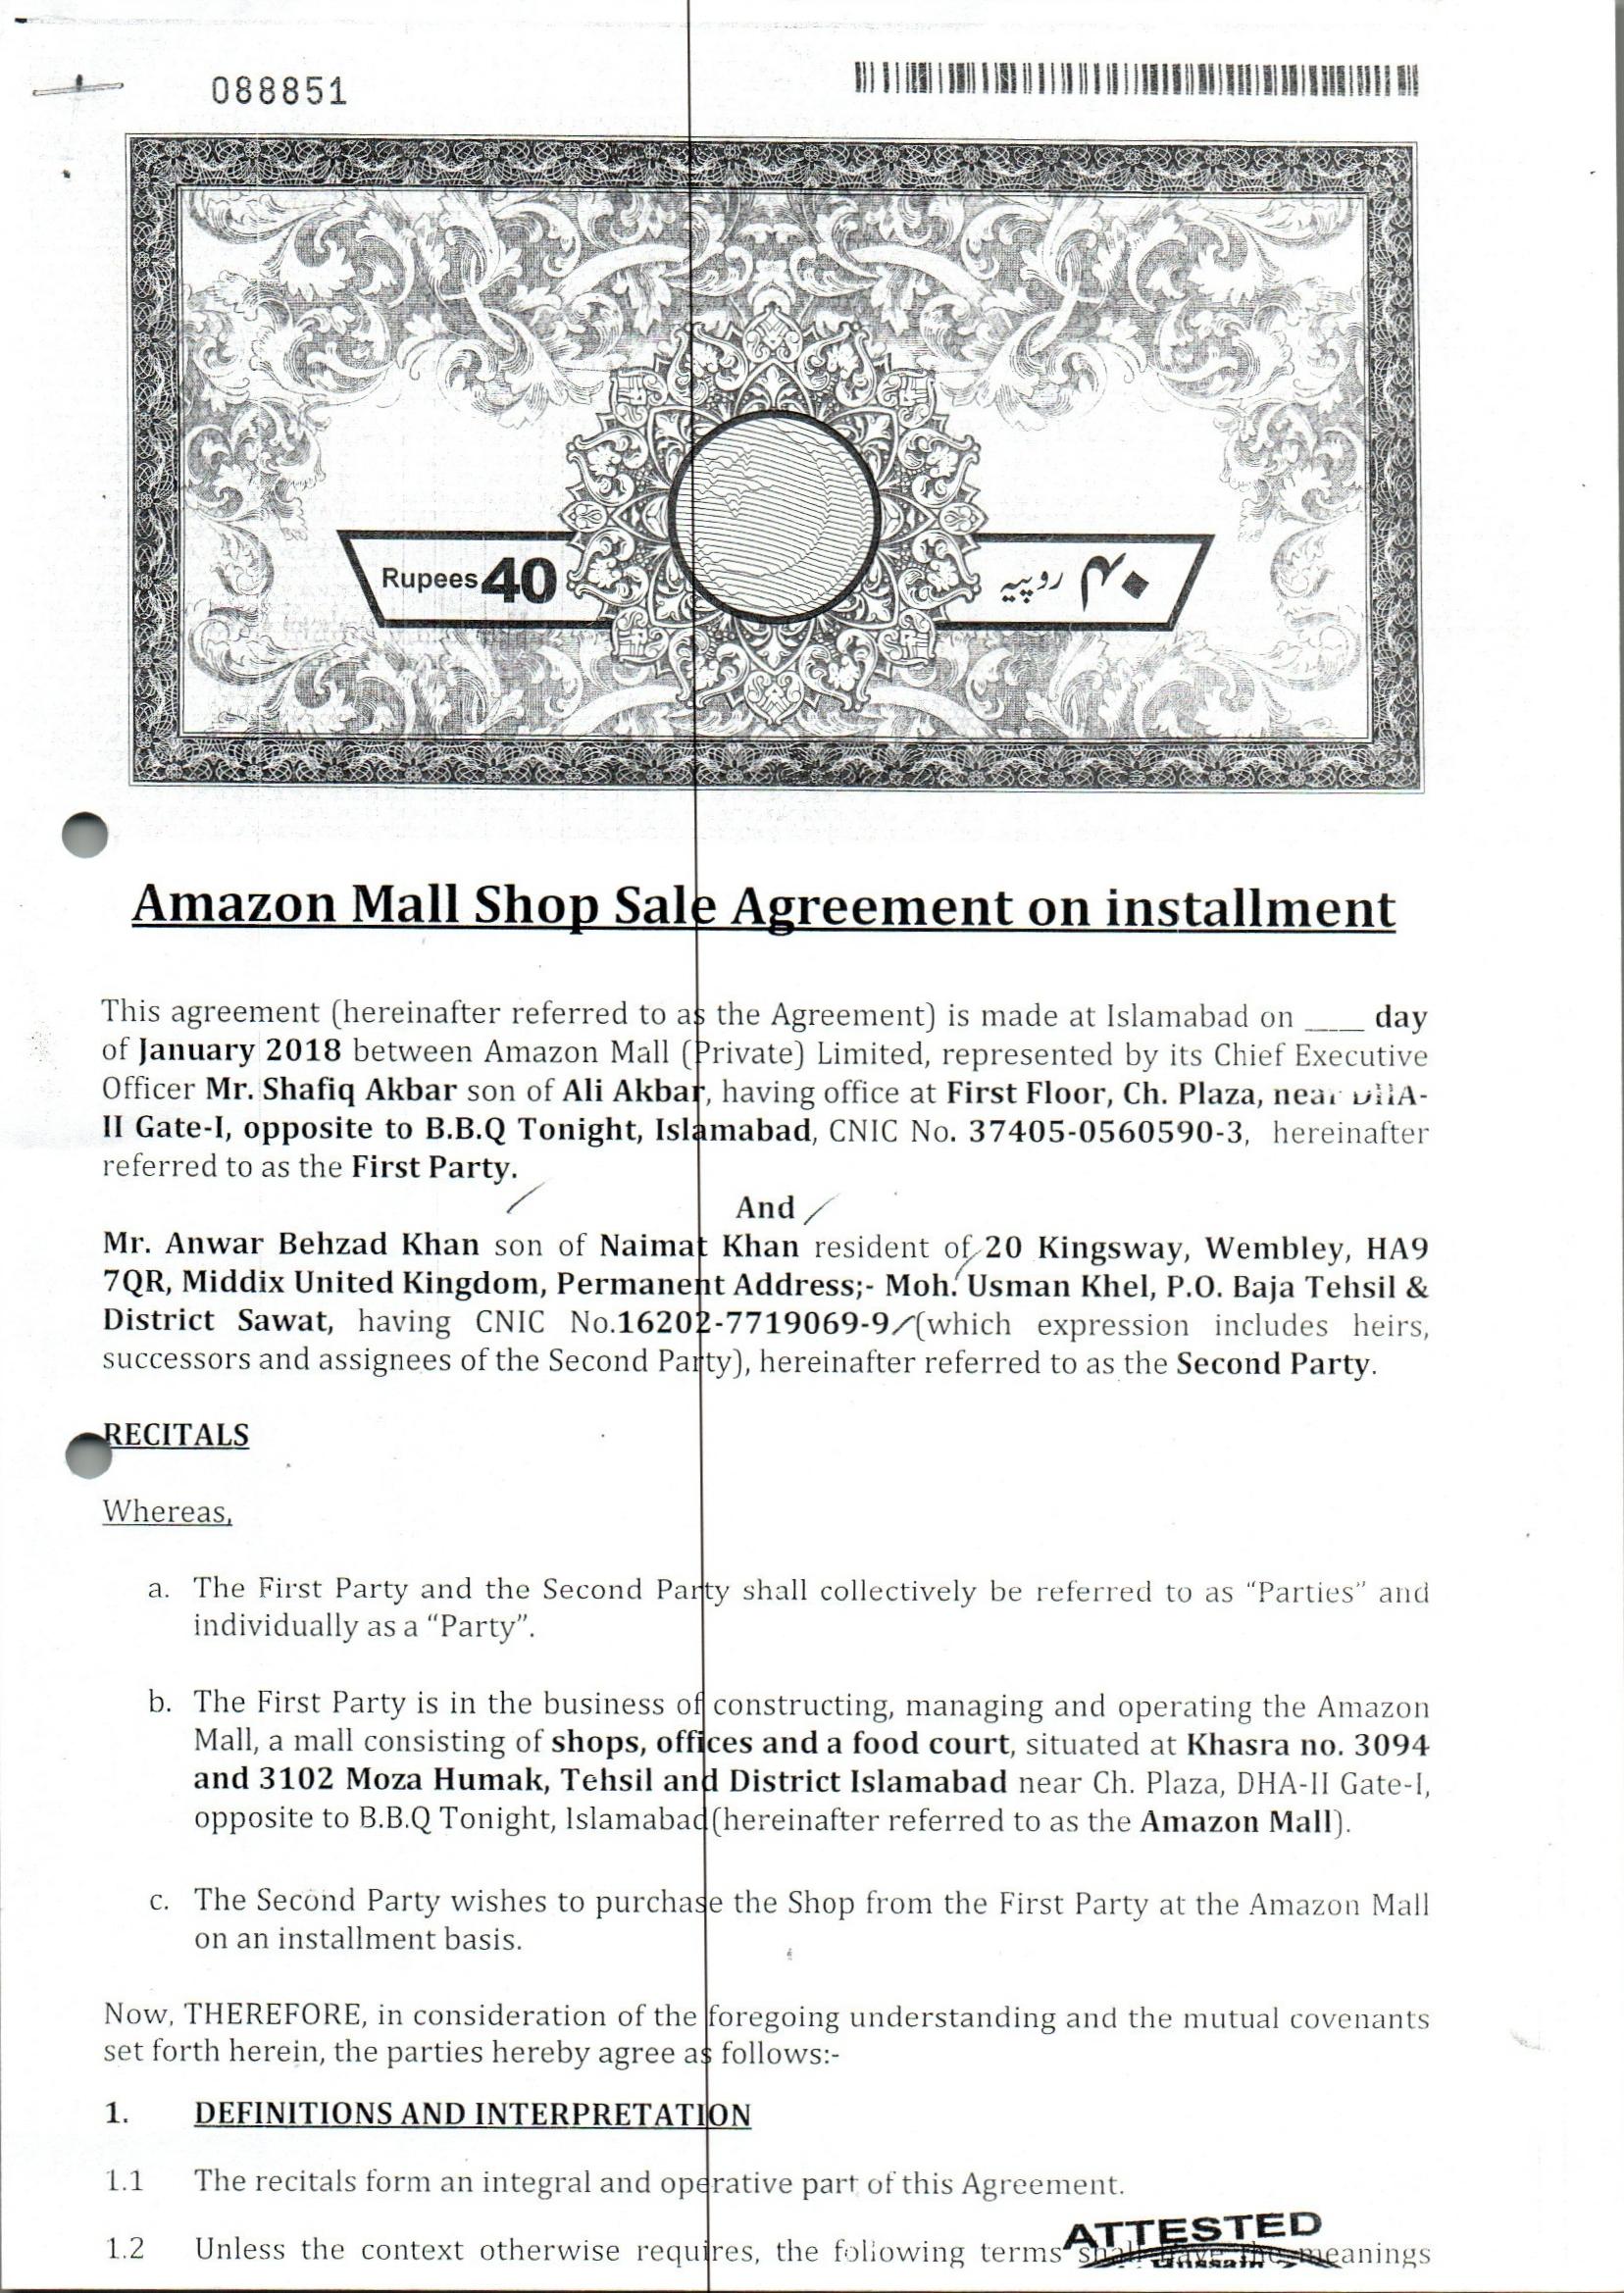 088851
Rupees 40
۴۰ روپیہ
Amazon Mall Shop Sale Agreement on installment
This agreement (hereinafter referred to as the Agreement) is made at Islamabad on ____ day
of January 2018 between Amazon Mall (Private) Limited, represented by its Chief Executive
Officer Mr. Shafiq Akbar son of Ali Akbar, having office at First Floor, Ch. Plaza, near DHA-
II Gate-I, opposite to B.B.Q Tonight, Islamabad, CNIC No. 37405-0560590-3, hereinafter
referred to as the First Party.
And
Mr. Anwar Behzad Khan son of Naimat Khan resident of 20 Kingsway, Wembley, HA9
7QR, Middix United Kingdom, Permanent Address;- Moh. Usman Khel, P.O. Baja Tehsil &
District Sawat, having CNIC No.16202-7719069-9 (which expression includes heirs,
successors and assignees of the Second Party), hereinafter referred to as the Second Party.
RECITALS
Whereas,
a. The First Party and the Second Party shall collectively be referred to as “Parties” and
individually as a “Party”.
b. The First Party is in the business of constructing, managing and operating the Amazon
Mall, a mall consisting of shops, offices and a food court, situated at Khasra no. 3094
and 3102 Moza Humak, Tehsil and District Islamabad near Ch. Plaza, DHA-II Gate-I,
opposite to B.B.Q Tonight, Islamabad (hereinafter referred to as the Amazon Mall).
c. The Second Party wishes to purchase the Shop from the First Party at the Amazon Mall
on an installment basis.
Now, THEREFORE, in consideration of the foregoing understanding and the mutual covenants
set forth herein, the parties hereby agree as follows:-
1. DEFINITIONS AND INTERPRETATION
1.1 The recitals form an integral and operative part of this Agreement.
ATTESTED
1.2 Unless the context otherwise requires, the following terms shall have the meanings